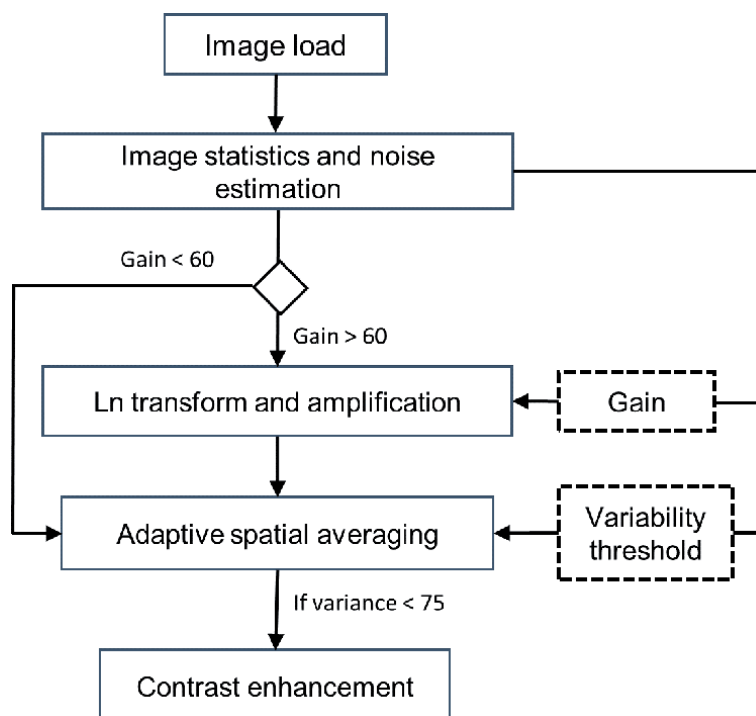 Image load
Image statistics and noise
estimation
Gain < 60
Gain > 60
Ln transform and amplification
Gain
Adaptive spatial averaging
Variability
threshold
If variance < 75
Contrast enhancement